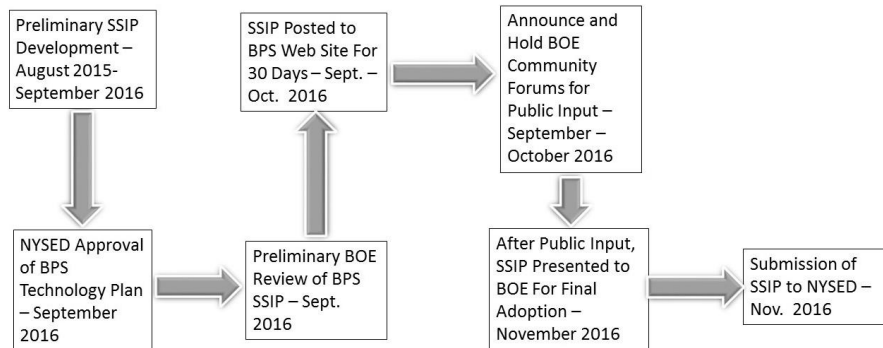 Preliminary SSIP
Development –
August 2015-
September 2016
NYSED Approval
of BPS
Technology Plan
– September
2016
Preliminary BOE
Review of BPS
SSIP – Sept.
2016
SSIP Posted to
BPS Web Site For
30 Days – Sept. –
Oct. 2016
Announce and
Hold BOE
Community
Forums for
Public Input –
September –
October 2016
After Public Input,
SSIP Presented to
BOE For Final
Adoption –
November 2016
Submission of
SSIP to NYSED –
Nov. 2016